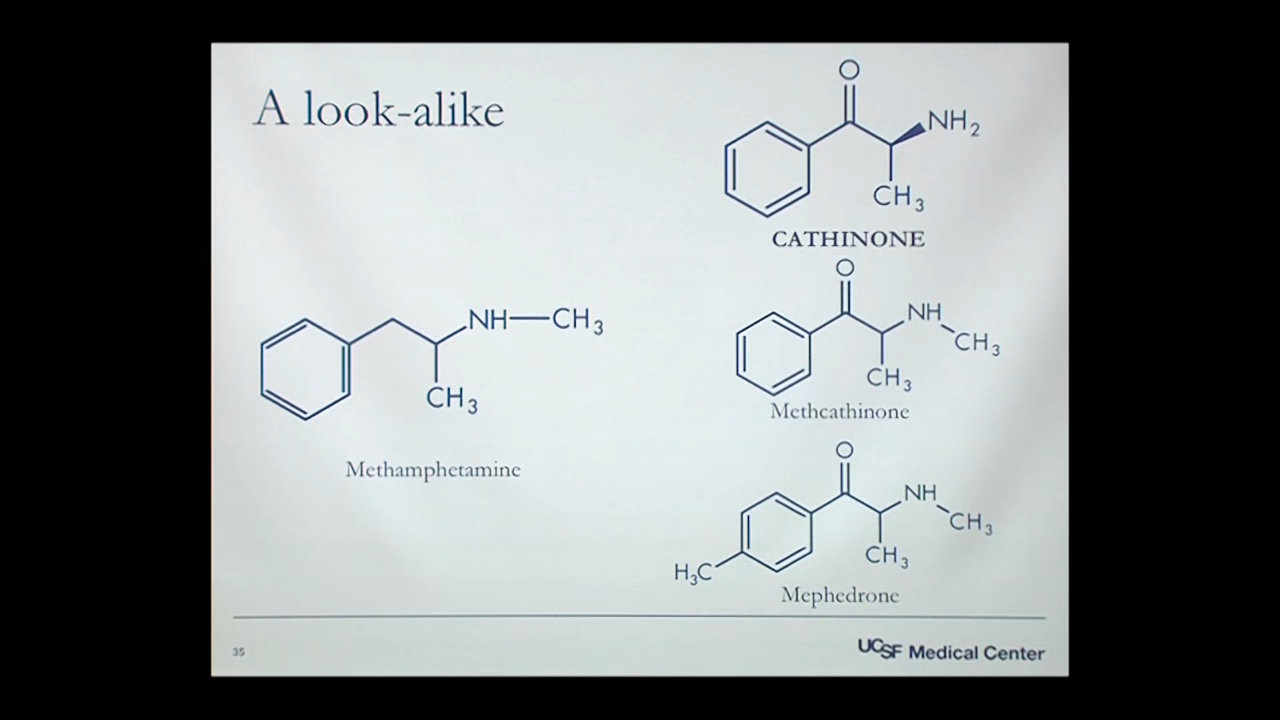 A look-alike
O
NH2
CH3
CATHINONE
O
NH
CH3
CH3
Methcathinone
NH—CH3
CH3
Methamphetamine
O
NH
CH3
CH3
H3C
Mephedrone
35
UCSF Medical Center